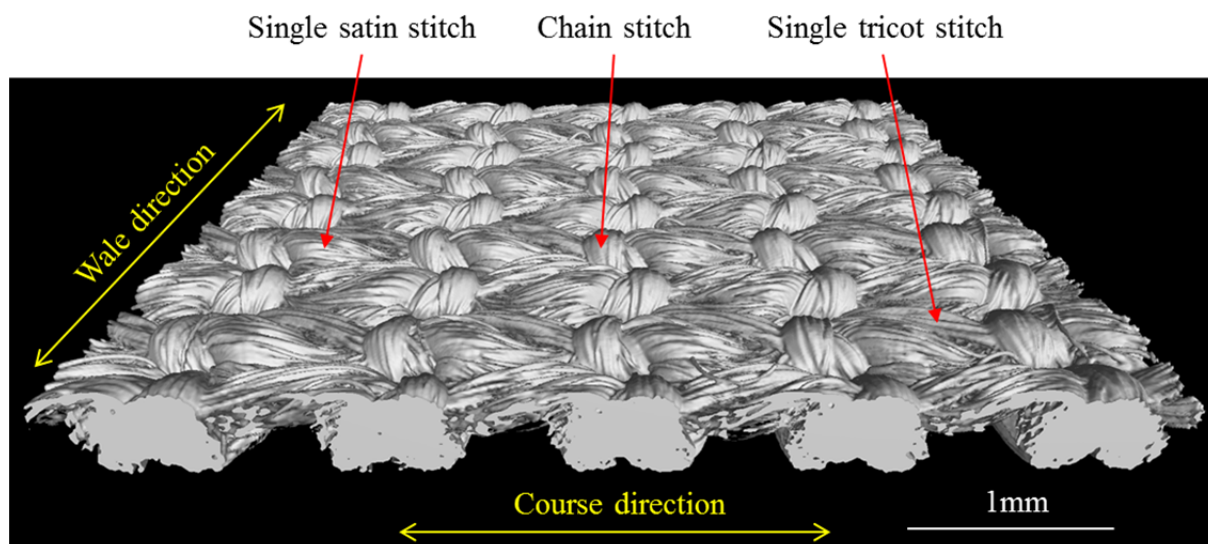 Single satin stitch
Chain stitch
Single tricot stitch
Wale direction
Course direction
1mm